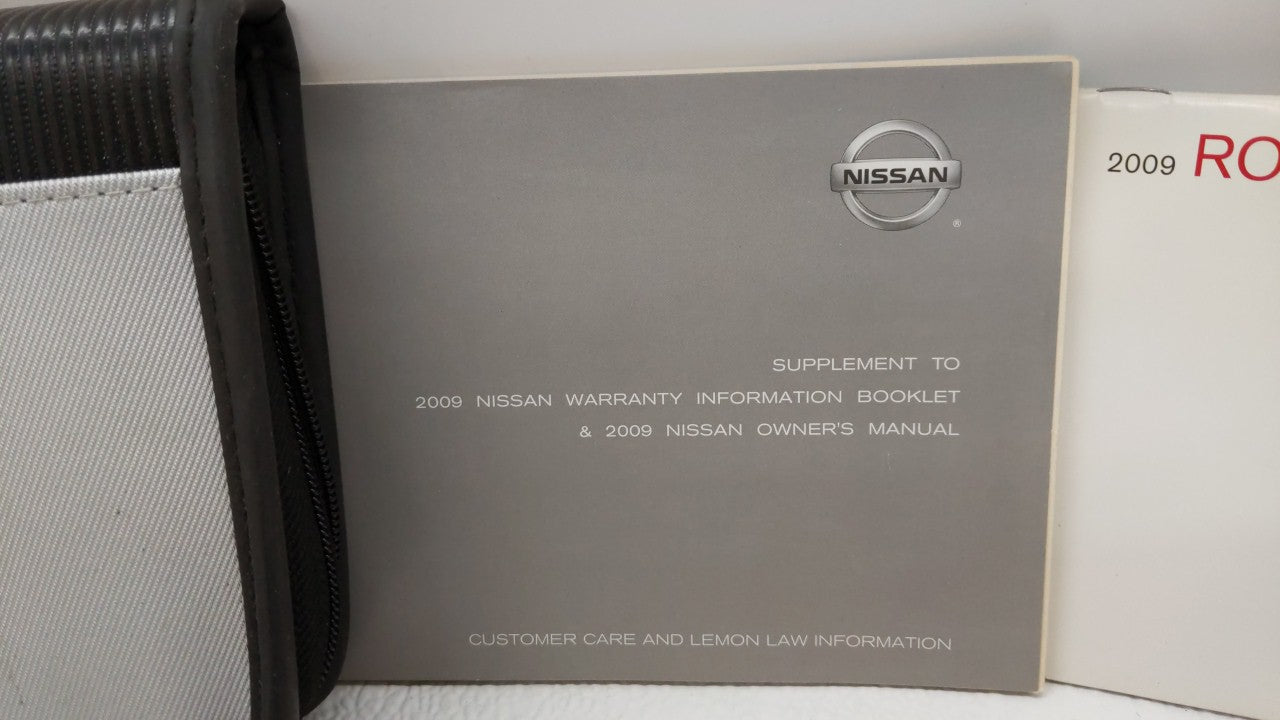 NISSAN
®
SUPPLEMENT TO
2009 NISSAN WARRANTY INFORMATION BOOKLET
& 2009 NISSAN OWNER'S MANUAL
CUSTOMER CARE AND LEMON LAW INFORMATION
2009 RO